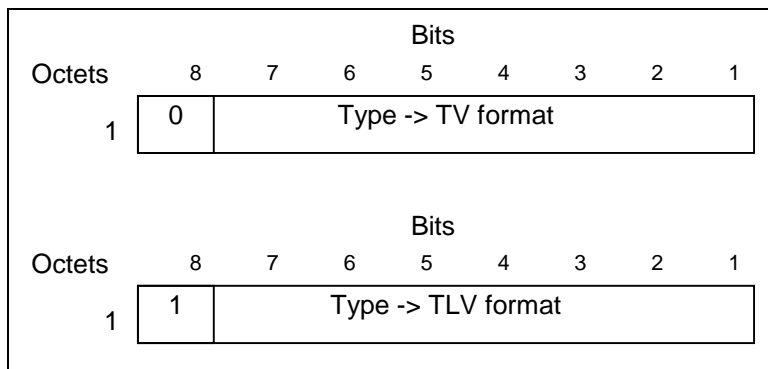 Bits
Octets 8 7 6 5 4 3 2 1
1 0 Type -> TV format
Bits
Octets 8 7 6 5 4 3 2 1
1 1 Type -> TLV format